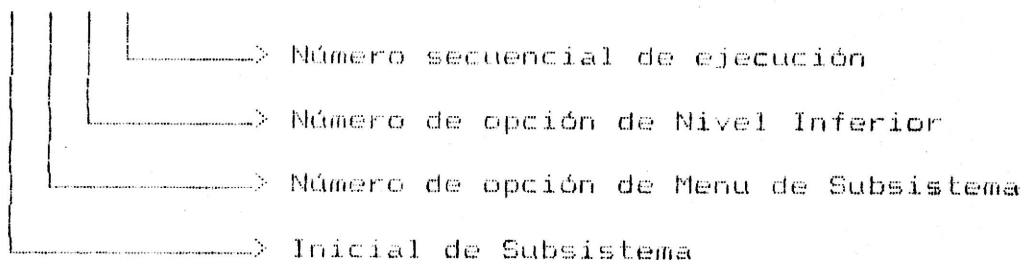 Número secuencial de ejecución
Número de opción de Nivel Inferior
Número de opción de Menu de Subsistema
Inicial de Subsistema